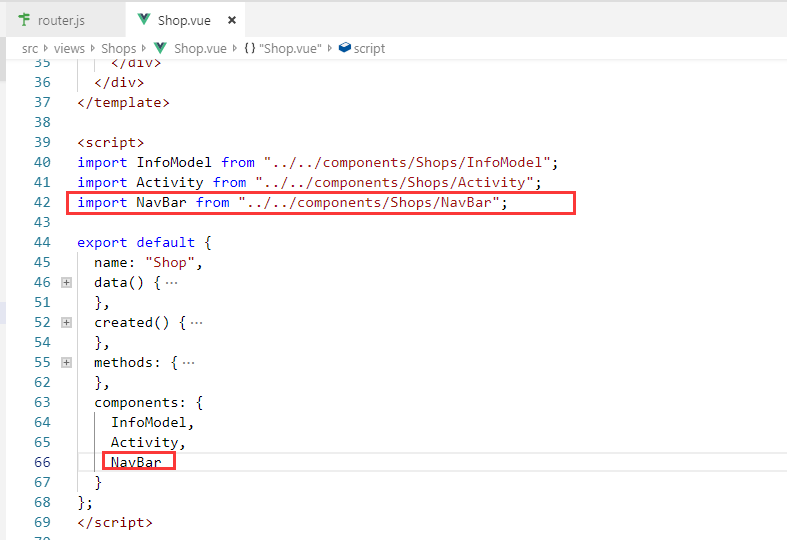 router.js Shop.vue ×
src views Shops Shop.vue {} "Shop.vue" script
35 </div>
36 </div>
37 </template>
38
39 <script>
40 import InfoModel from "../../components/Shops/InfoModel";
41 import Activity from "../../components/Shops/Activity";
42 import NavBar from "../../components/Shops/NavBar";
43
44 export default {
45 name: "Shop",
46 data() { ···
51 },
52 created() { ···
54 },
55 methods: { ···
62 },
63 components: {
64 InfoModel,
65 Activity,
66 NavBar
67 }
68 };
69 </script>